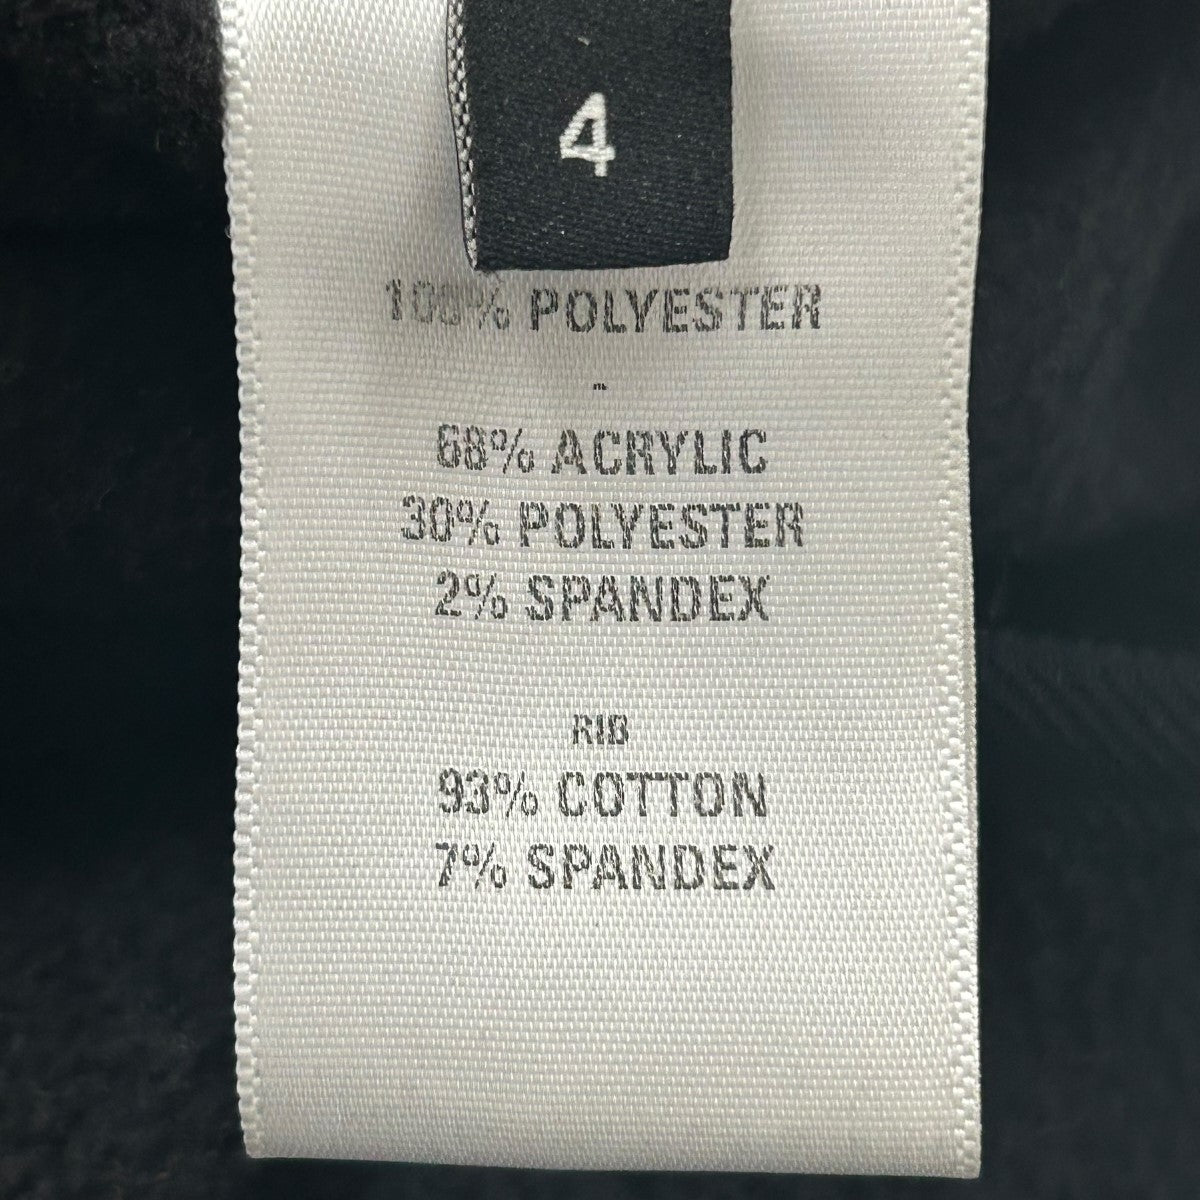 4
100% POLYESTER
68% ACRYLIC
30% POLYESTER
2% SPANDEX
RIB
93% COTTON
7% SPANDEX